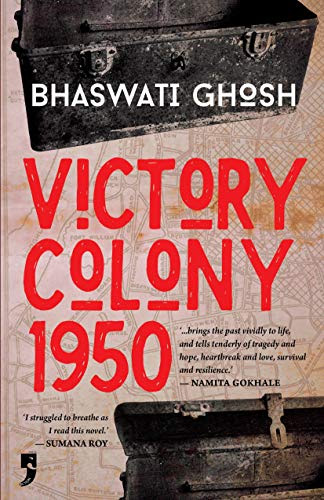 BHASWATI GHOSH
VICTORY
COLONY
1950
‘...brings the past vividly to life,
and tells tenderly of tragedy and
hope, heartbreak and love, survival
and resilience.’
— NAMITA GOKHALE
‘I struggled to breathe as
I read this novel.’
— SUMANA ROY